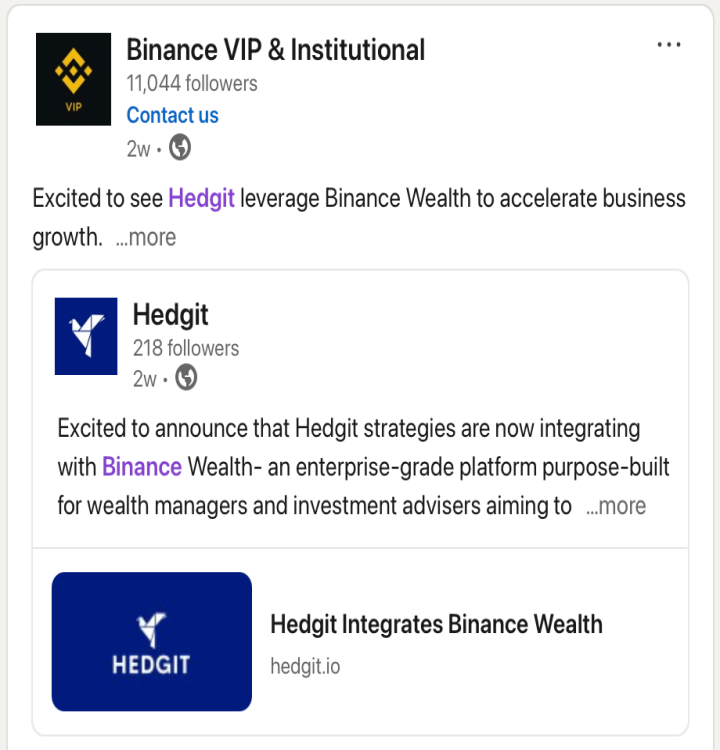 Binance VIP & Institutional
...
VIP
11,044 followers
Contact us
2w •
Excited to see Hedgit leverage Binance Wealth to accelerate business
growth. ...more
Hedgit
218 followers
2w •
Excited to announce that Hedgit strategies are now integrating
with Binance Wealth- an enterprise-grade platform purpose-built
for wealth managers and investment advisers aiming to ...more
HEDGIT
Hedgit Integrates Binance Wealth
hedgit.io